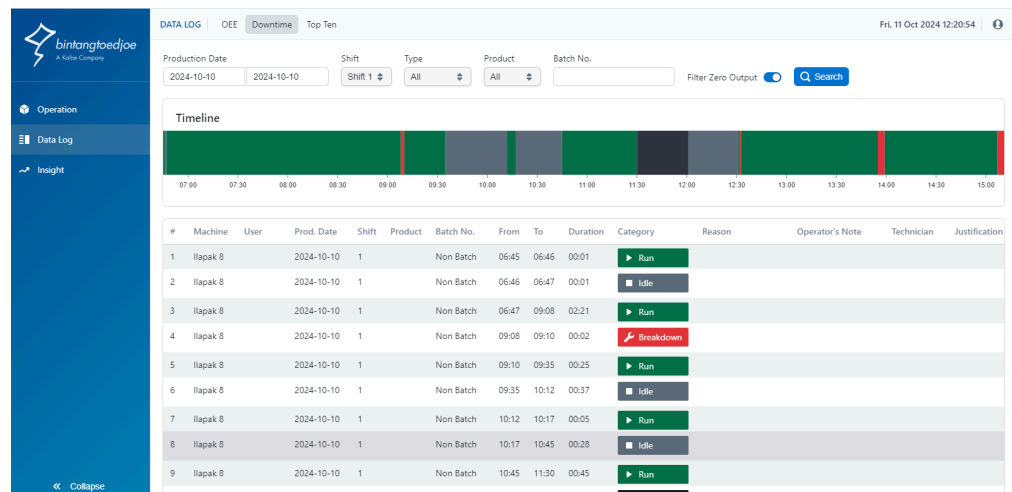 bintangtoedjoe
A Kalbe Company
Operation
Data Log
Insight
Collapse
DATA LOG OEE Downtime Top Ten Fri, 11 Oct 2024 12:20:54
Production Date Shift Type Product Batch No.
2024-10-10 2024-10-10 Shift 1 All All Filter Zero Output Search
Timeline
07:00 07:30 08:00 08:30 09:00 09:30 10:00 10:30 11:00 11:30 12:00 12:30 13:00 13:30 14:00 14:30 15:00
# Machine User Prod. Date Shift Product Batch No. From To Duration Category Reason Operator's Note Technician Justification
1 Ilapak 8 2024-10-10 1 Non Batch 06:45 06:46 00:01 Run
2 Ilapak 8 2024-10-10 1 Non Batch 06:46 06:47 00:01 Idle
3 Ilapak 8 2024-10-10 1 Non Batch 06:47 09:08 02:21 Run
4 Ilapak 8 2024-10-10 1 Non Batch 09:08 09:10 00:02 Breakdown
5 Ilapak 8 2024-10-10 1 Non Batch 09:10 09:35 00:25 Run
6 Ilapak 8 2024-10-10 1 Non Batch 09:35 10:12 00:37 Idle
7 Ilapak 8 2024-10-10 1 Non Batch 10:12 10:17 00:05 Run
8 Ilapak 8 2024-10-10 1 Non Batch 10:17 10:45 00:28 Idle
9 Ilapak 8 2024-10-10 1 Non Batch 10:45 11:30 00:45 Run